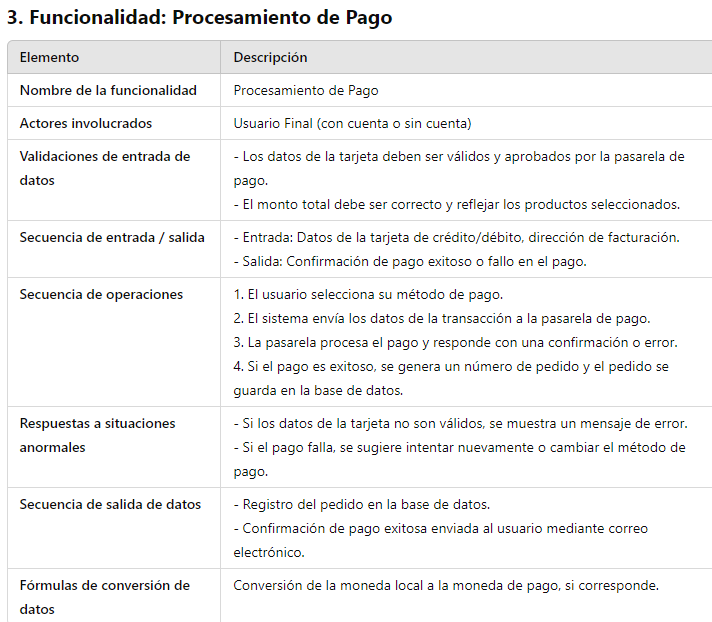 3. Funcionalidad: Procesamiento de Pago
Elemento Descripción
Nombre de la funcionalidad Procesamiento de Pago
Actores involucrados Usuario Final (con cuenta o sin cuenta)
Validaciones de entrada de datos
- Los datos de la tarjeta deben ser válidos y aprobados por la pasarela de
pago.
- El monto total debe ser correcto y reflejar los productos seleccionados.
Secuencia de entrada / salida
- Entrada: Datos de la tarjeta de crédito/débito, dirección de facturación.
- Salida: Confirmación de pago exitoso o fallo en el pago.
Secuencia de operaciones
1. El usuario selecciona su método de pago.
2. El sistema envía los datos de la transacción a la pasarela de pago.
3. La pasarela procesa el pago y responde con una confirmación o error.
4. Si el pago es exitoso, se genera un número de pedido y el pedido se
guarda en la base de datos.
Respuestas a situaciones
anormales
- Si los datos de la tarjeta no son válidos, se muestra un mensaje de error.
- Si el pago falla, se sugiere intentar nuevamente o cambiar el método de
pago.
Secuencia de salida de datos
- Registro del pedido en la base de datos.
- Confirmación de pago exitosa enviada al usuario mediante correo
electrónico.
Fórmulas de conversión de
datos
Conversión de la moneda local a la moneda de pago, si corresponde.